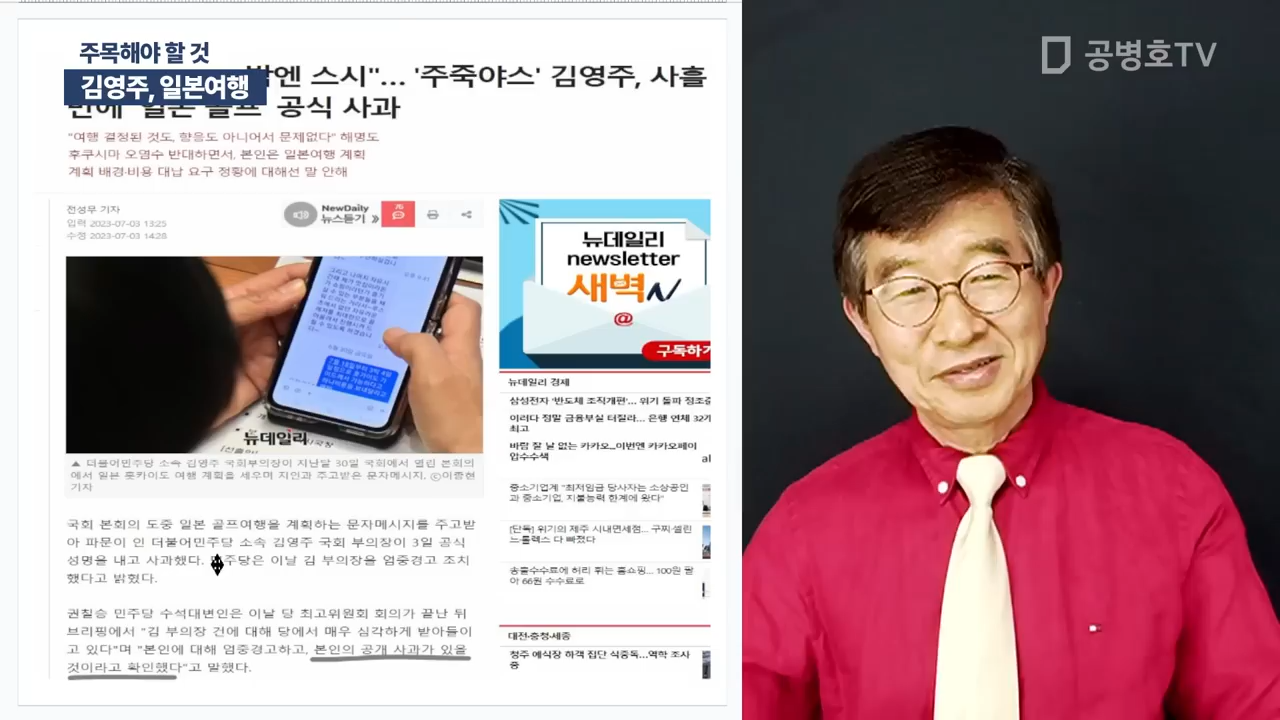 주목해야 할 것
김영주, 일본여행
밤엔 스시"... '주죽야스' 김영주, 사흘
만에 '일본 골프' 공식 사과
"여행 결정된 것도, 향응도 아니어서 문제없다" 해명도
후쿠시마 오염수 반대하면서, 본인은 일본여행 계획
계획 배경·비용 대납 요구 정황에 대해선 말 안해
전성무 기자
입력 2023-07-03 13:25
수정 2023-07-03 14:28
NewDaily
뉴스듣기 》
76
뉴데일리
▲ 더불어민주당 소속 김영주 국회부의장이 지난달 30일 국회에서 열린 본회의
에서 일본 홋카이도 여행 계획을 세우며 지인과 주고받은 문자메시지. ⓒ이종현
기자
국회 본회의 도중 일본 골프여행을 계획하는 문자메시지를 주고받
아 파문이 인 더불어민주당 소속 김영주 국회 부의장이 3일 공식
성명을 내고 사과했다. 민주당은 이날 김 부의장을 엄중경고 조치
했다고 밝혔다.
권칠승 민주당 수석대변인은 이날 당 최고위원회 회의가 끝난 뒤
브리핑에서 "김 부의장 건에 대해 당에서 매우 심각하게 받아들이
고 있다"며 "본인에 대해 엄중경고하고, 본인의 공개 사과가 있을
것이라고 확인했다"고 말했다.
뉴데일리
newsletter
새벽N
@
구독하기
뉴데일리 경제
삼성전자 '반도체 조직개편'... 위기 돌파 정조준
이러다 정말 금융부실 터질라... 은행 연체 32개
최고
바람 잘 날 없는 카카오...이번엔 카카오페이
압수수색
중소기업계 "최저임금 당사자는 소상공인
과 중소기업, 지불능력 한계에 왔다"
[단독] 위기의 제주 시내면세점... 구찌·셀린
느·롤렉스 다 빠졌다
송출수수료에 허리 휘는 홈쇼핑... 100원 팔
아 66원 수수료로
대전·충청·세종
청주 예식장 하객 집단 식중독...역학 조사
중
공병호TV